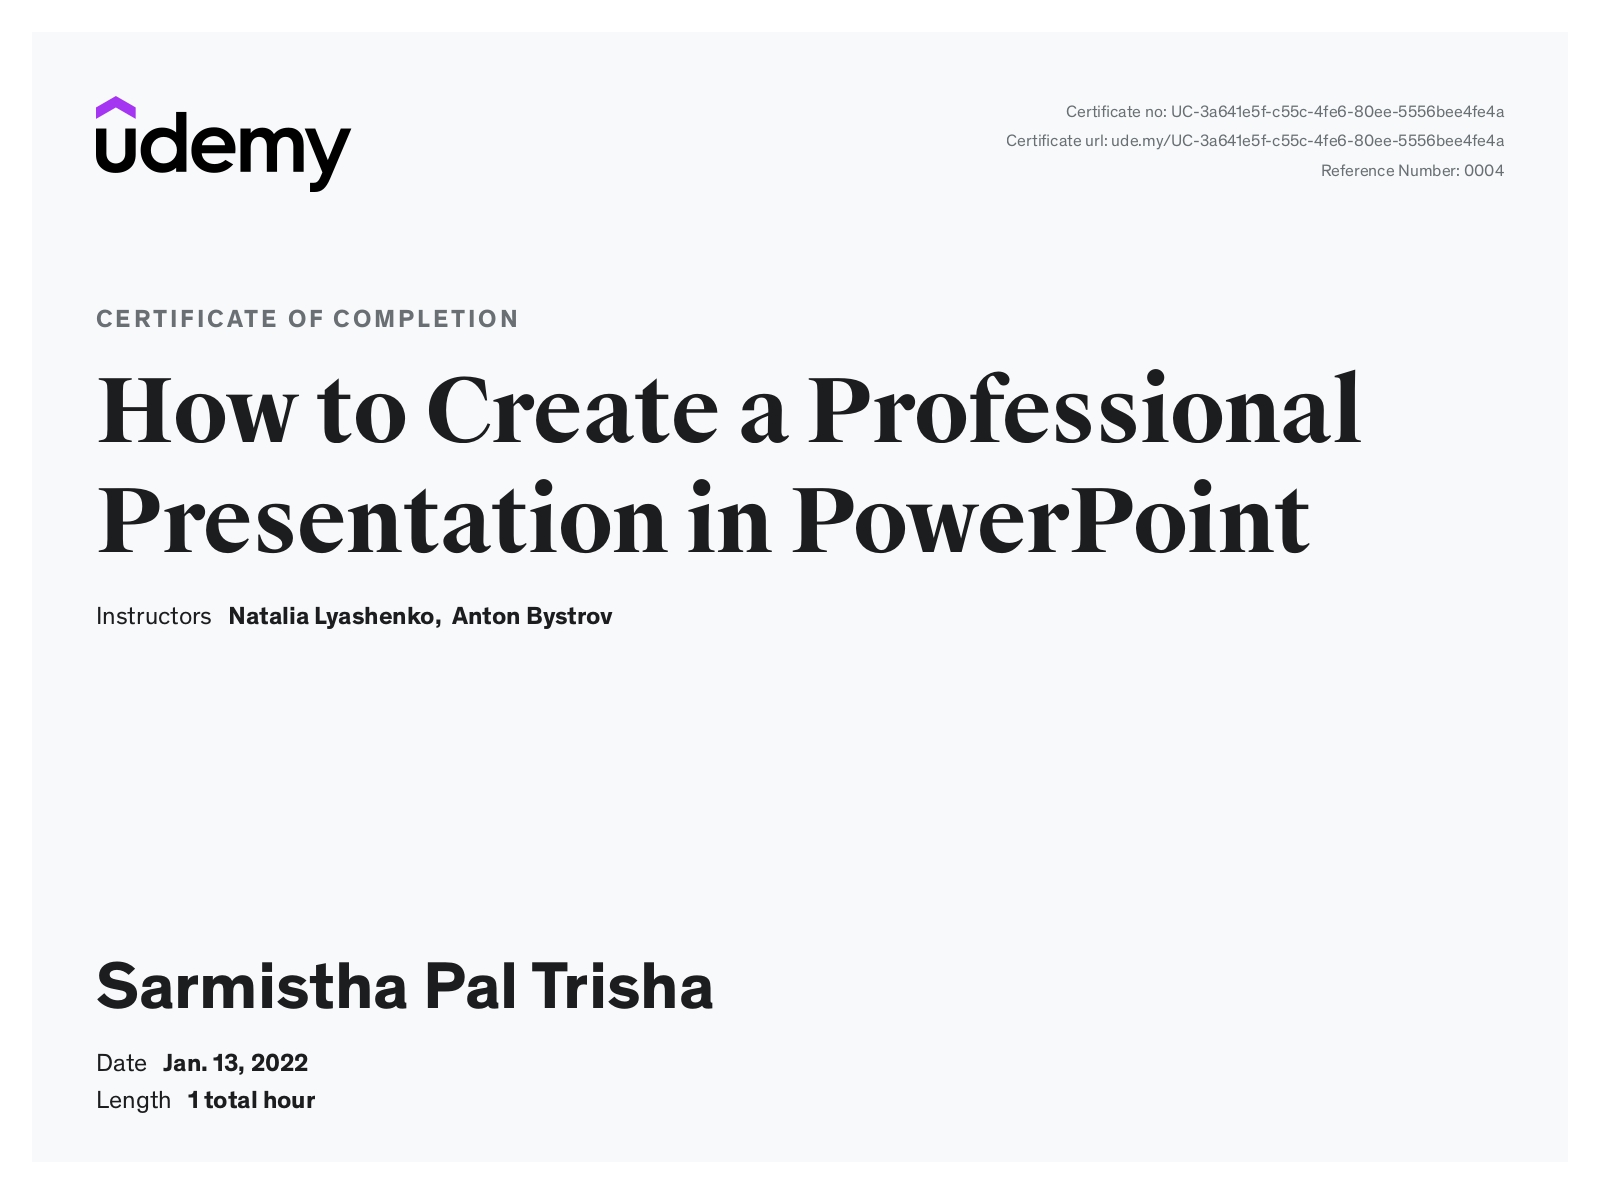 udemy
Certificate no: UC-3a641e5f-c55c-4fe6-80ee-5556bee4fe4a
Certificate url: ude.my/UC-3a641e5f-c55c-4fe6-80ee-5556bee4fe4a
Reference Number: 0004
CERTIFICATE OF COMPLETION
How to Create a Professional
Presentation in PowerPoint
Instructors Natalia Lyashenko, Anton Bystrov
Sarmistha Pal Trisha
Date Jan. 13, 2022
Length 1 total hour